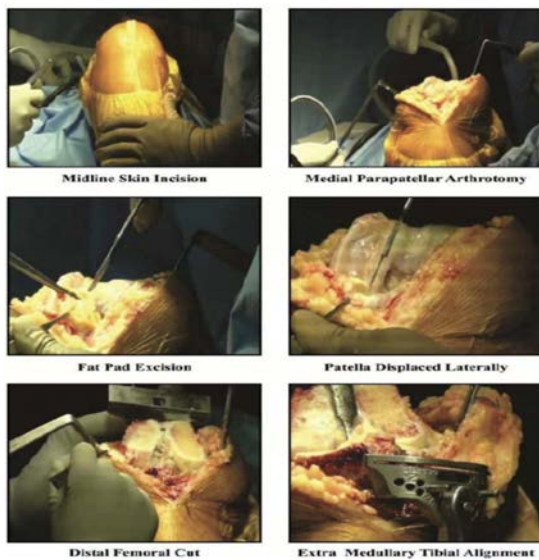 Midline Skin Incision
Medial Parapatellar Arthrotomy
Fat Pad Excision
Patella Displaced Laterally
Distal Femoral Cut
Extra Medullary Tibial Alignment